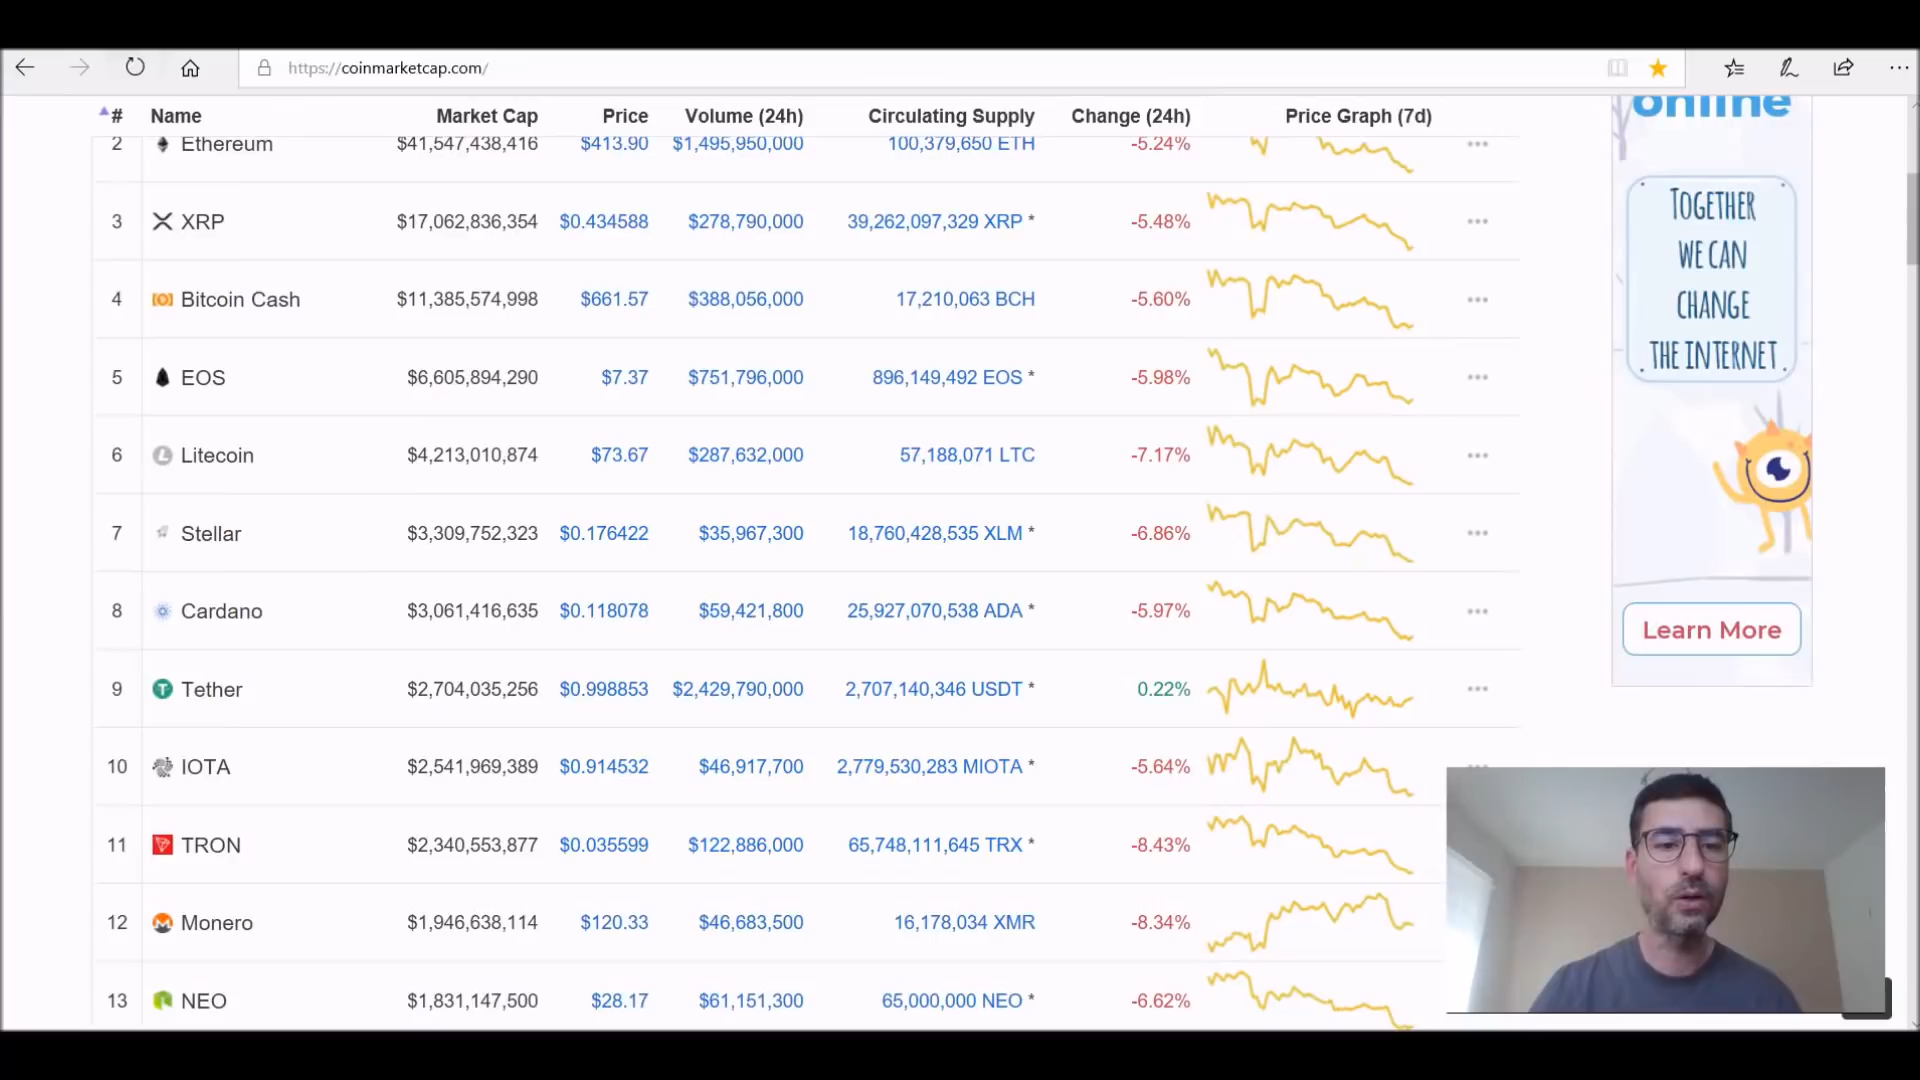 https://coinmarketcap.com/
# Name Market Cap Price Volume (24h) Circulating Supply Change (24h) Price Graph (7d)
2 Ethereum $41,547,438,416 $413.90 $1,495,950,000 100,379,650 ETH -5.24%
3 XRP $17,062,836,354 $0.434588 $278,790,000 39,262,097,329 XRP * -5.48%
4 Bitcoin Cash $11,385,574,998 $661.57 $388,056,000 17,210,063 BCH -5.60%
5 EOS $6,605,894,290 $7.37 $751,796,000 896,149,492 EOS * -5.98%
6 Litecoin $4,213,010,874 $73.67 $287,632,000 57,188,071 LTC -7.17%
7 Stellar $3,309,752,323 $0.176422 $35,967,300 18,760,428,535 XLM * -6.86%
8 Cardano $3,061,416,635 $0.118078 $59,421,800 25,927,070,538 ADA * -5.97%
9 Tether $2,704,035,256 $0.998853 $2,429,790,000 2,707,140,346 USDT * 0.22%
10 IOTA $2,541,969,389 $0.914532 $46,917,700 2,779,530,283 MIOTA * -5.64%
11 TRON $2,340,553,877 $0.035599 $122,886,000 65,748,111,645 TRX * -8.43%
12 Monero $1,946,638,114 $120.33 $46,683,500 16,178,034 XMR -8.34%
13 NEO $1,831,147,500 $28.17 $61,151,300 65,000,000 NEO * -6.62%
online
TOGETHER
WE CAN
CHANGE
THE INTERNET
Learn More